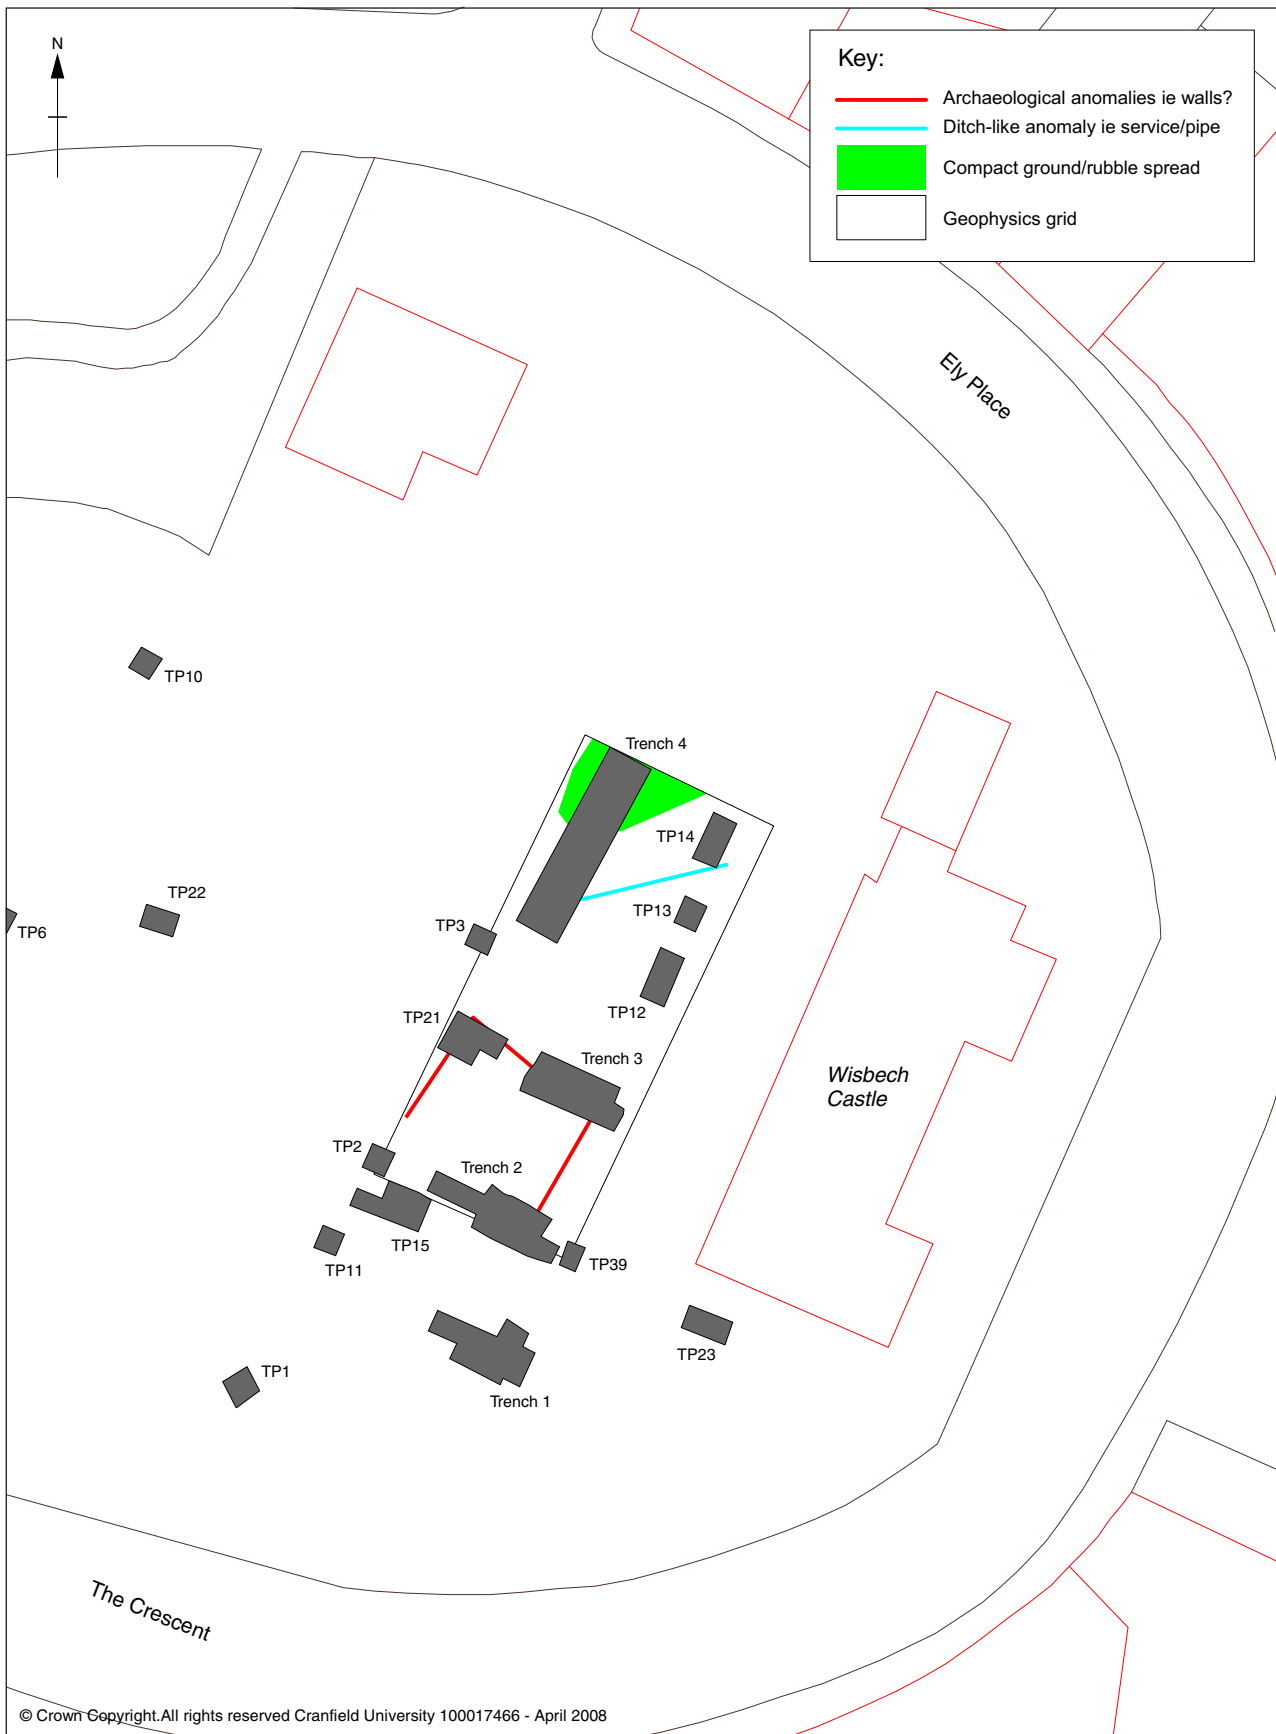 N
Key:
Archaeological anomalies ie walls?
Ditch-like anomaly ie service/pipe
Compact ground/rubble spread
Geophysics grid
Ely Place
TP10
Trench 4
TP14
TP22
TP6
TP3
TP13
TP12
TP21
Trench 3
Wisbech
Castle
TP2
Trench 2
TP15
TP11
TP39
TP23
TP1
Trench 1
The Crescent
© Crown Copyright.All rights reserved Cranfield University 100017466 - April 2008